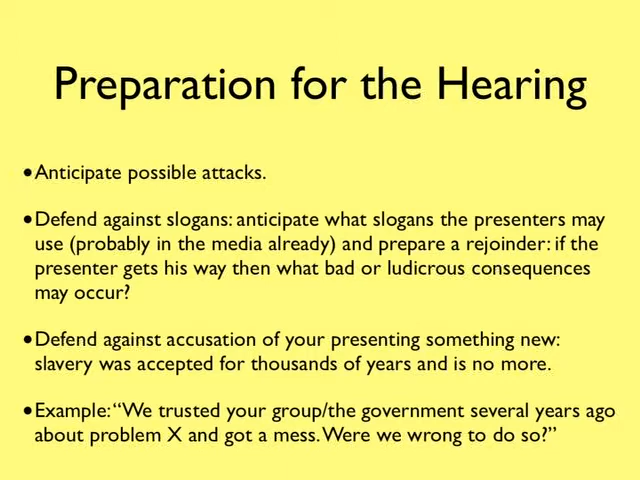 Preparation for the Hearing
•Anticipate possible attacks.
•Defend against slogans: anticipate what slogans the presenters may
use (probably in the media already) and prepare a rejoinder: if the
presenter gets his way then what bad or ludicrous consequences
may occur?
•Defend against accusation of your presenting something new:
slavery was accepted for thousands of years and is no more.
•Example: “We trusted your group/the government several years ago
about problem X and got a mess. Were we wrong to do so?”